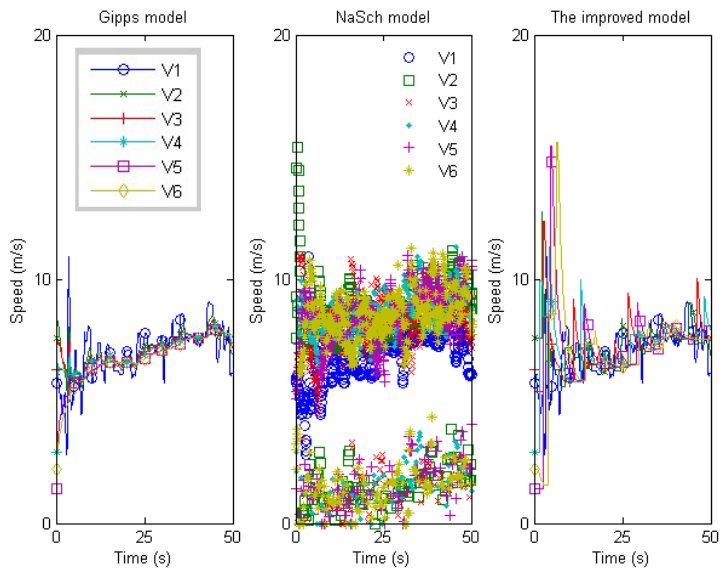 Gipps model
NaSch model
The improved model
20
10
0
Speed (m/s)
V1
V2
V3
V4
V5
V6
0
25
50
Time (s)
20
10
0
Speed (m/s)
V1
V2
V3
V4
V5
V6
0
25
50
Time (s)
20
10
0
Speed (m/s)
0
25
50
Time (s)